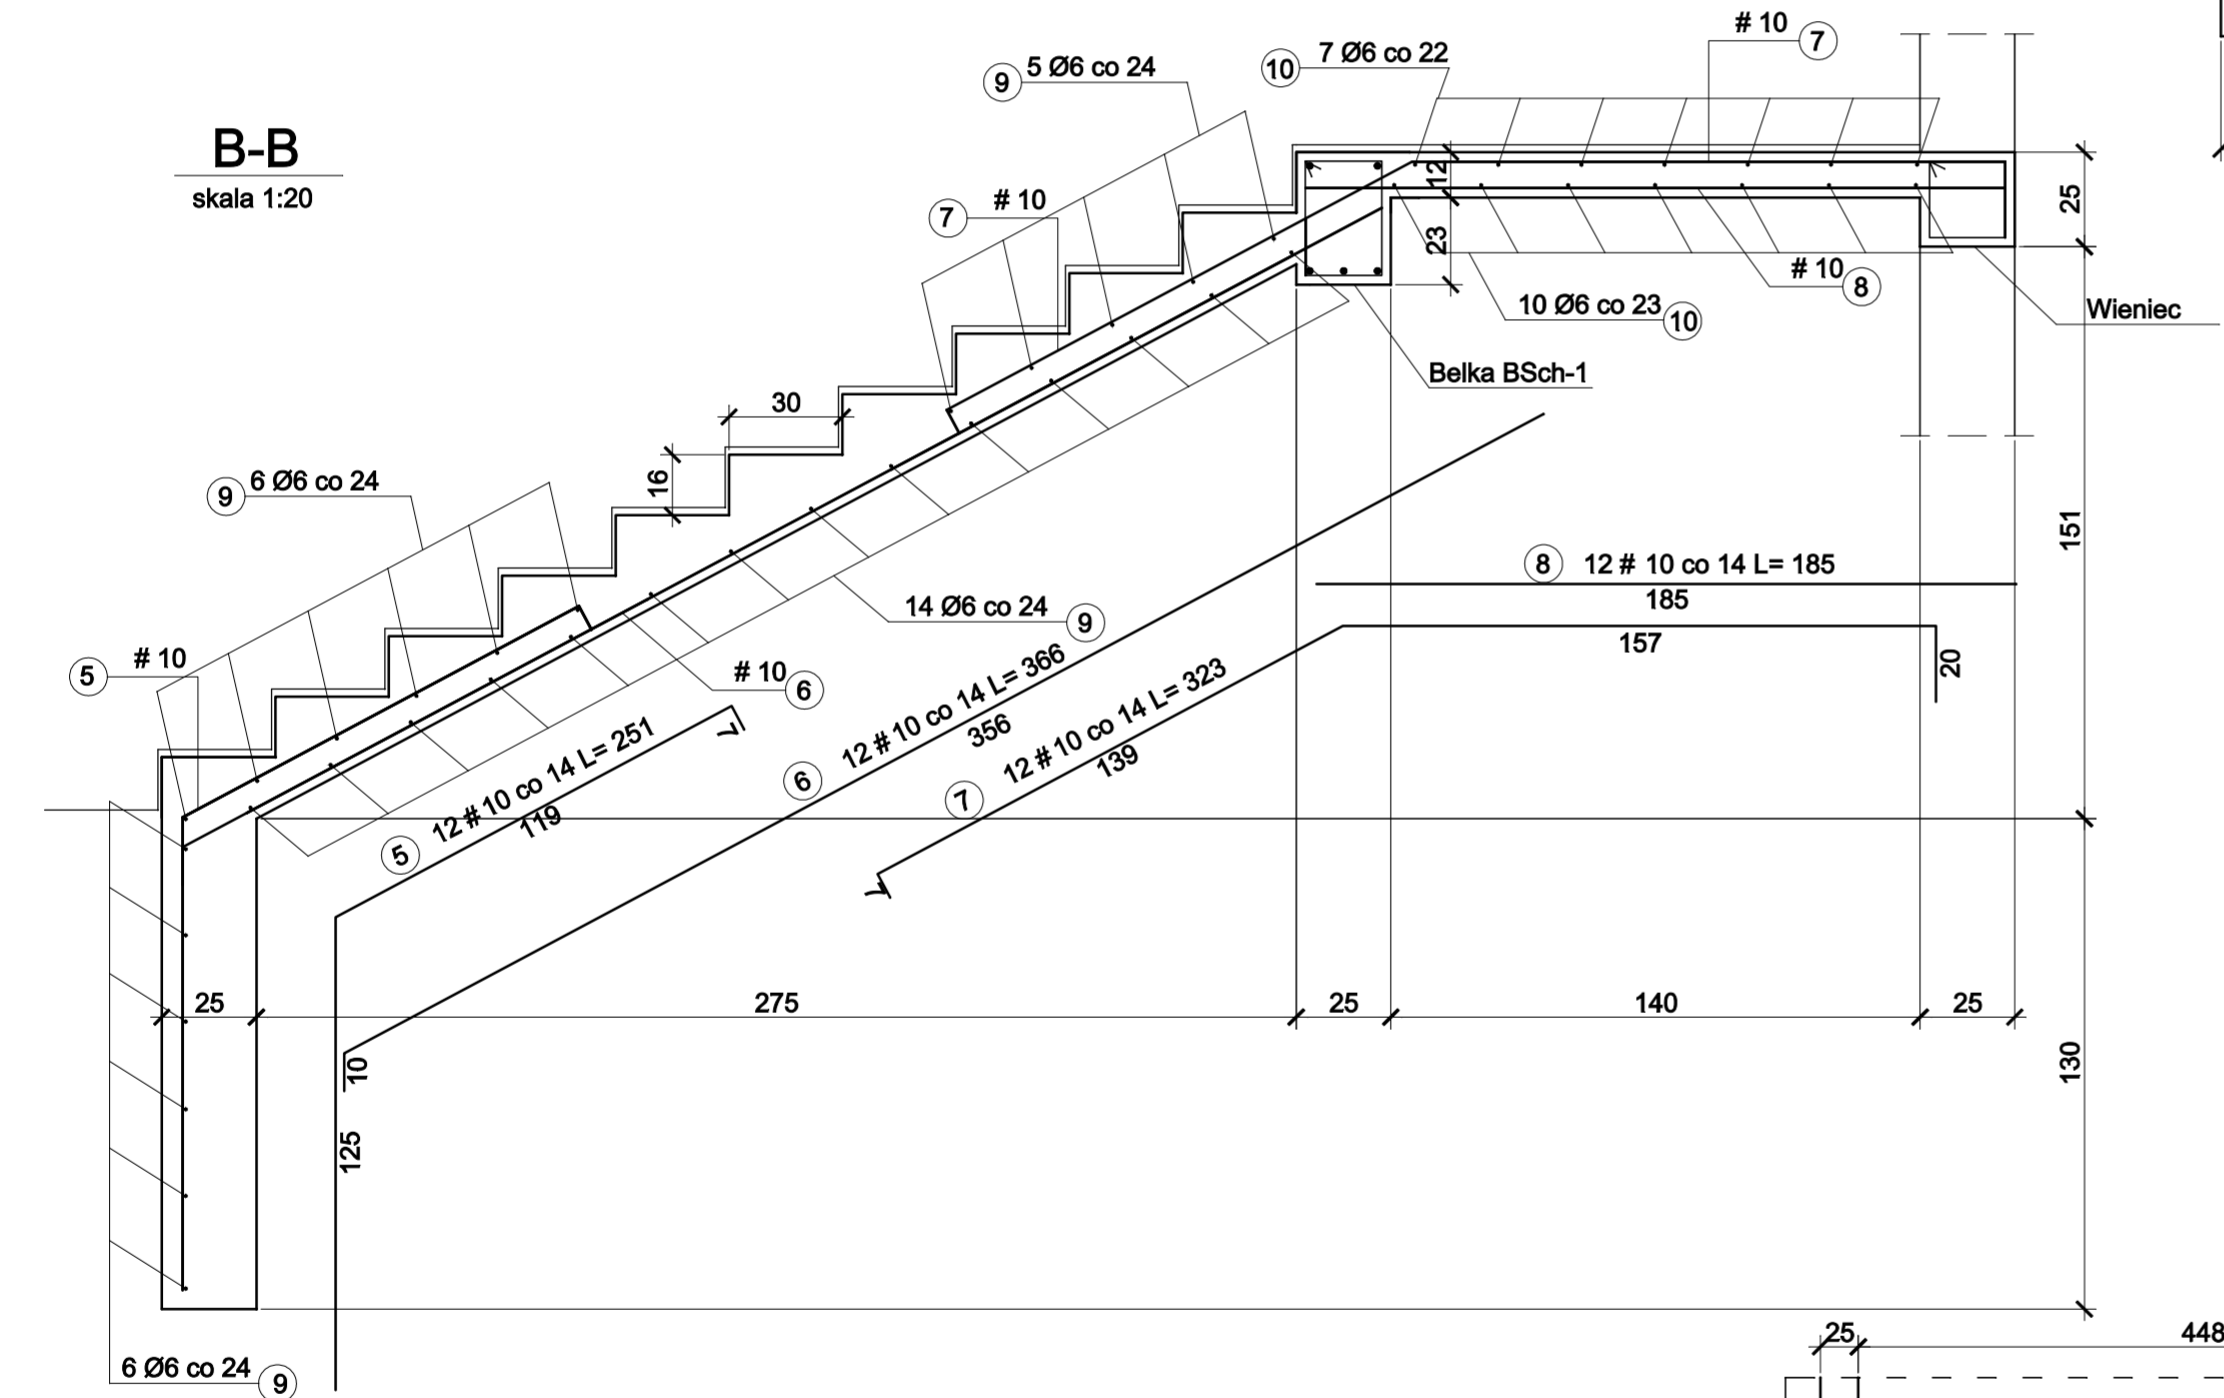 B-B
skala 1:20
9 5 Ø6 co 24
10 7 Ø6 co 22
# 10 7
7 # 10
12
23
25
# 10 8
10 Ø6 co 23 10
Wieniec
Belka BSch-1
30
16
9 6 Ø6 co 24
151
8 12 # 10 co 14 L= 185
185
14 Ø6 co 24 9
157
20
5 # 10
# 10 6
5 12 # 10 co 14 L= 251
119
7
6 12 # 10 co 14 L= 366
356
7 12 # 10 co 14 L= 323
139
7
25
275
25
140
25
10
125
130
6 Ø6 co 24 9
25
448